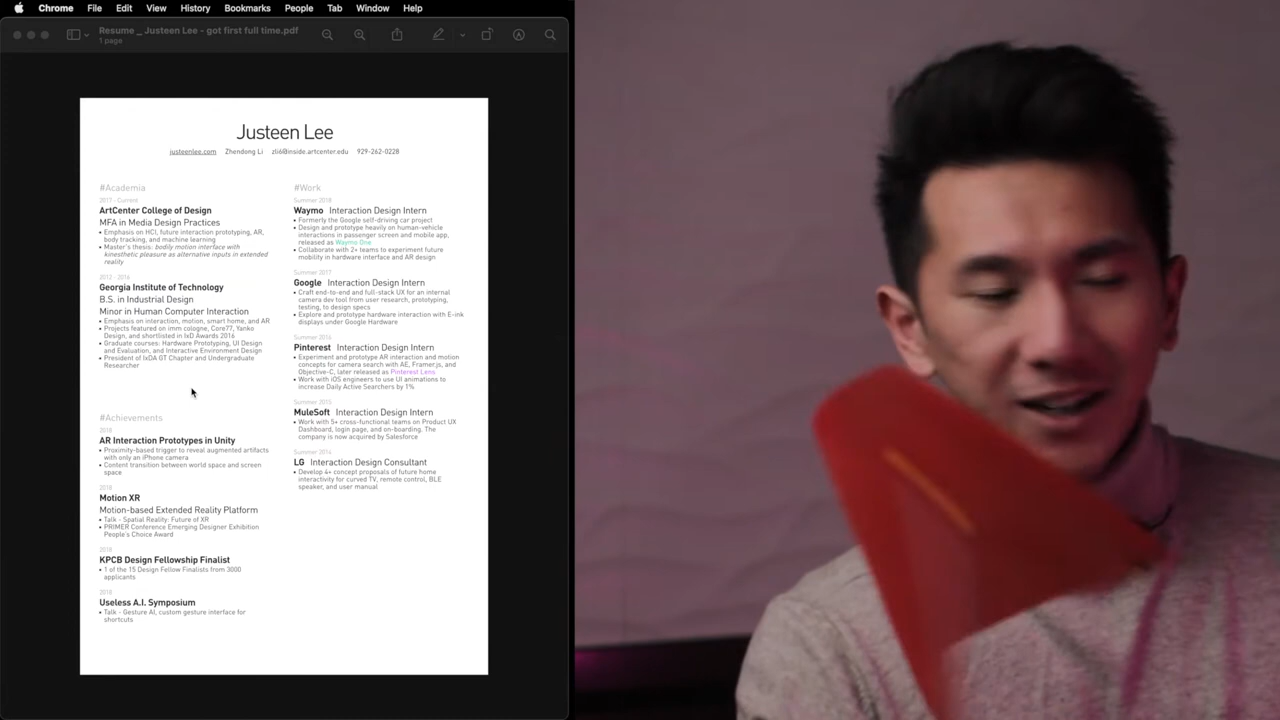 Chrome File Edit View History Bookmarks People Tab Window Help
Resume _ Justeen Lee - got first full time.pdf
1 page
Justeen Lee
justeenlee.com Zhendong Li zli6@inside.artcenter.edu 929-262-0228
#Academia
2017 - Current
ArtCenter College of Design
MFA in Media Design Practices
• Emphasis on HCI, future interaction prototyping, AR,
body tracking, and machine learning
• Master's thesis: bodily motion interface with
kinesthetic pleasure as alternative inputs in extended
reality
2012 - 2016
Georgia Institute of Technology
B.S. in Industrial Design
Minor in Human Computer Interaction
• Emphasis on interaction, motion, smart home, and AR
• Projects featured on imm cologne, Core77, Yanko
Design, and shortlisted in IxD Awards 2016
• Graduate courses: Hardware Prototyping, UI Design
and Evaluation, and Interactive Environment Design
• President of IxDA GT Chapter and Undergraduate
Researcher
#Achievements
2018
AR Interaction Prototypes in Unity
• Proximity-based trigger to reveal augmented artifacts
with only an iPhone camera
• Content transition between world space and screen
space
2018
Motion XR
Motion-based Extended Reality Platform
• Talk - Spatial Reality: Future of XR
• PRIMER Conference Emerging Designer Exhibition
People's Choice Award
2018
KPCB Design Fellowship Finalist
• 1 of the 15 Design Fellow Finalists from 3000
applicants
2018
Useless A.I. Symposium
• Talk - Gesture AI, custom gesture interface for
shortcuts
#Work
Summer 2018
Waymo Interaction Design Intern
• Formerly the Google self-driving car project
• Design and prototype heavily on human-vehicle
interactions in passenger screen and mobile app,
released as Waymo One
• Collaborate with 2+ teams to experiment future
mobility in hardware interface and AR design
Summer 2017
Google Interaction Design Intern
• Craft end-to-end and full-stack UX for an internal
camera dev tool from user research, prototyping,
testing, to design specs
• Explore and prototype hardware interaction with E-ink
displays under Google Hardware
Summer 2016
Pinterest Interaction Design Intern
• Experiment and prototype AR interaction and motion
concepts for camera search with AE, Framer.js, and
Objective-C, later released as Pinterest Lens
• Work with iOS engineers to use UI animations to
increase Daily Active Searchers by 1%
Summer 2015
MuleSoft Interaction Design Intern
• Work with 5+ cross-functional teams on Product UX
Dashboard, login page, and on-boarding. The
company is now acquired by Salesforce
Summer 2014
LG Interaction Design Consultant
• Develop 4+ concept proposals of future home
interactivity for curved TV, remote control, BLE
speaker, and user manual